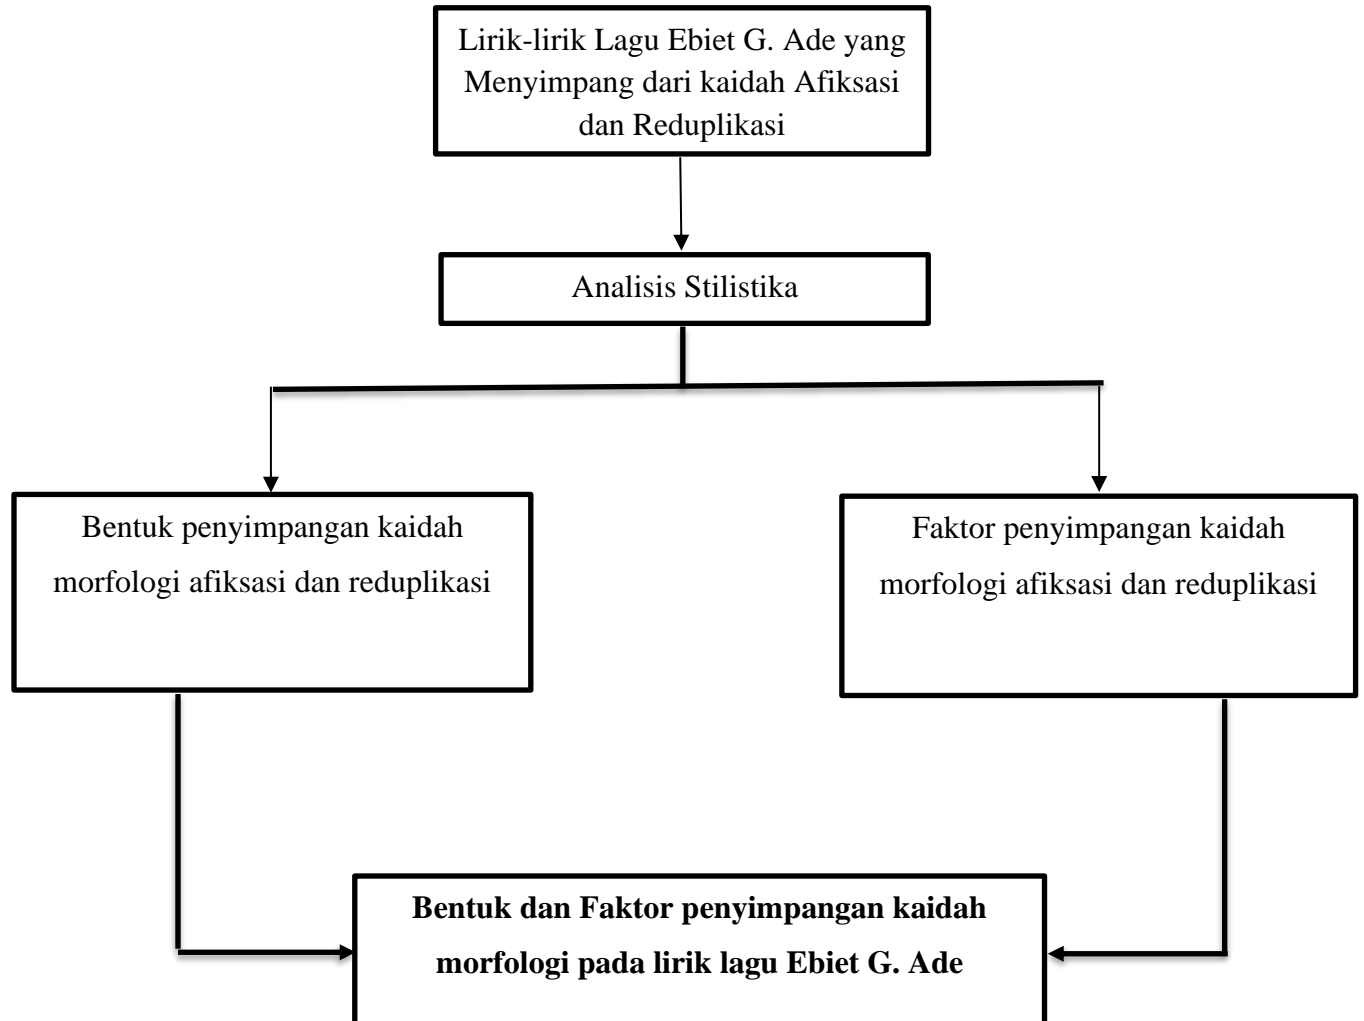 Lirik-lirik Lagu Ebiet G. Ade yang
Menyimpang dari kaidah Afiksasi
dan Reduplikasi
Analisis Stilistika
Bentuk penyimpangan kaidah
morfologi afiksasi dan reduplikasi
Faktor penyimpangan kaidah
morfologi afiksasi dan reduplikasi
Bentuk dan Faktor penyimpangan kaidah
morfologi pada lirik lagu Ebiet G. Ade